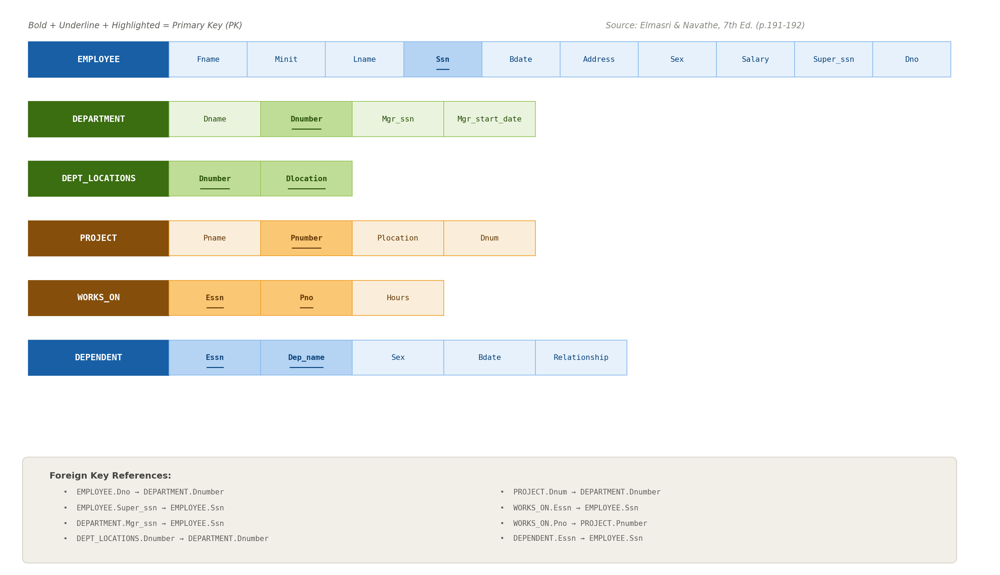 Bold + Underline + Highlighted = Primary Key (PK)
Source: Elmasri & Navathe, 7th Ed. (p.191-192)
EMPLOYEE Fname Minit Lname Ssn Bdate Address Sex Salary Super_ssn Dno
DEPARTMENT Dname Dnumber Mgr_ssn Mgr_start_date
DEPT_LOCATIONS Dnumber Dlocation
PROJECT Pname Pnumber Plocation Dnum
WORKS_ON Essn Pno Hours
DEPENDENT Essn Dep_name Sex Bdate Relationship
Foreign Key References:
• EMPLOYEE.Dno → DEPARTMENT.Dnumber
• EMPLOYEE.Super_ssn → EMPLOYEE.Ssn
• DEPARTMENT.Mgr_ssn → EMPLOYEE.Ssn
• DEPT_LOCATIONS.Dnumber → DEPARTMENT.Dnumber
• PROJECT.Dnum → DEPARTMENT.Dnumber
• WORKS_ON.Essn → EMPLOYEE.Ssn
• WORKS_ON.Pno → PROJECT.Pnumber
• DEPENDENT.Essn → EMPLOYEE.Ssn